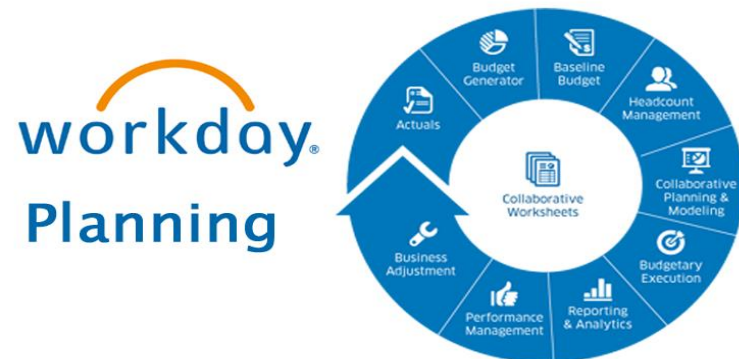 workday®
Planning
Actuals
Budget
Generator
Baseline
Budget
Headcount
Management
Collaborative
Planning &
Modeling
Budgetary
Execution
Reporting
& Analytics
Performance
Management
Business
Adjustment
Collaborative
Worksheets